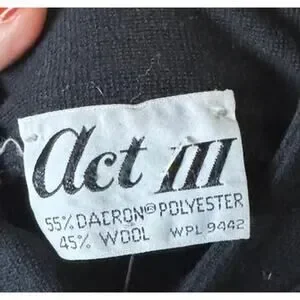 act III
55% DACRON® POLYESTER
45% WOOL WPL 9442